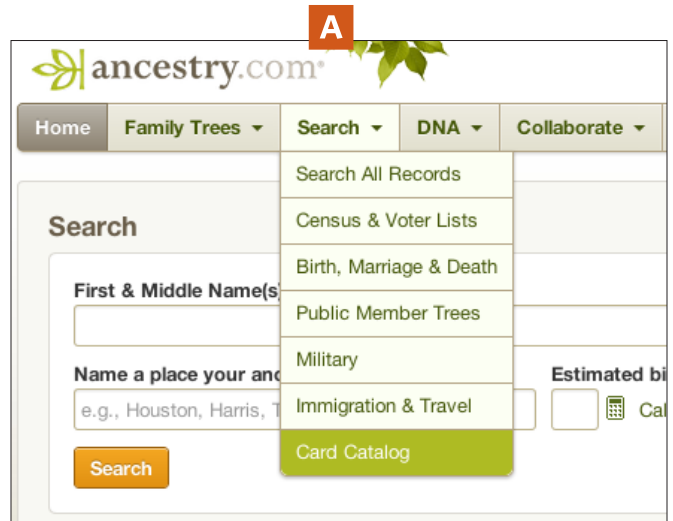 A
ancestry.com
Home Family Trees Search DNA Collaborate
Search All Records
Census & Voter Lists
Birth, Marriage & Death
Public Member Trees
Military
Immigration & Travel
Card Catalog
Search
First & Middle Name(s)
Name a place your anc
Estimated bi
e.g., Houston, Harris, T
Cal
Search